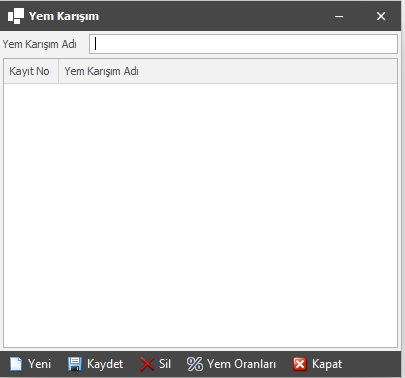 Yem Karışım
Yem Karışım Adı
Kayıt No Yem Karışım Adı
Yeni Kaydet Sil Yem Oranları Kapat